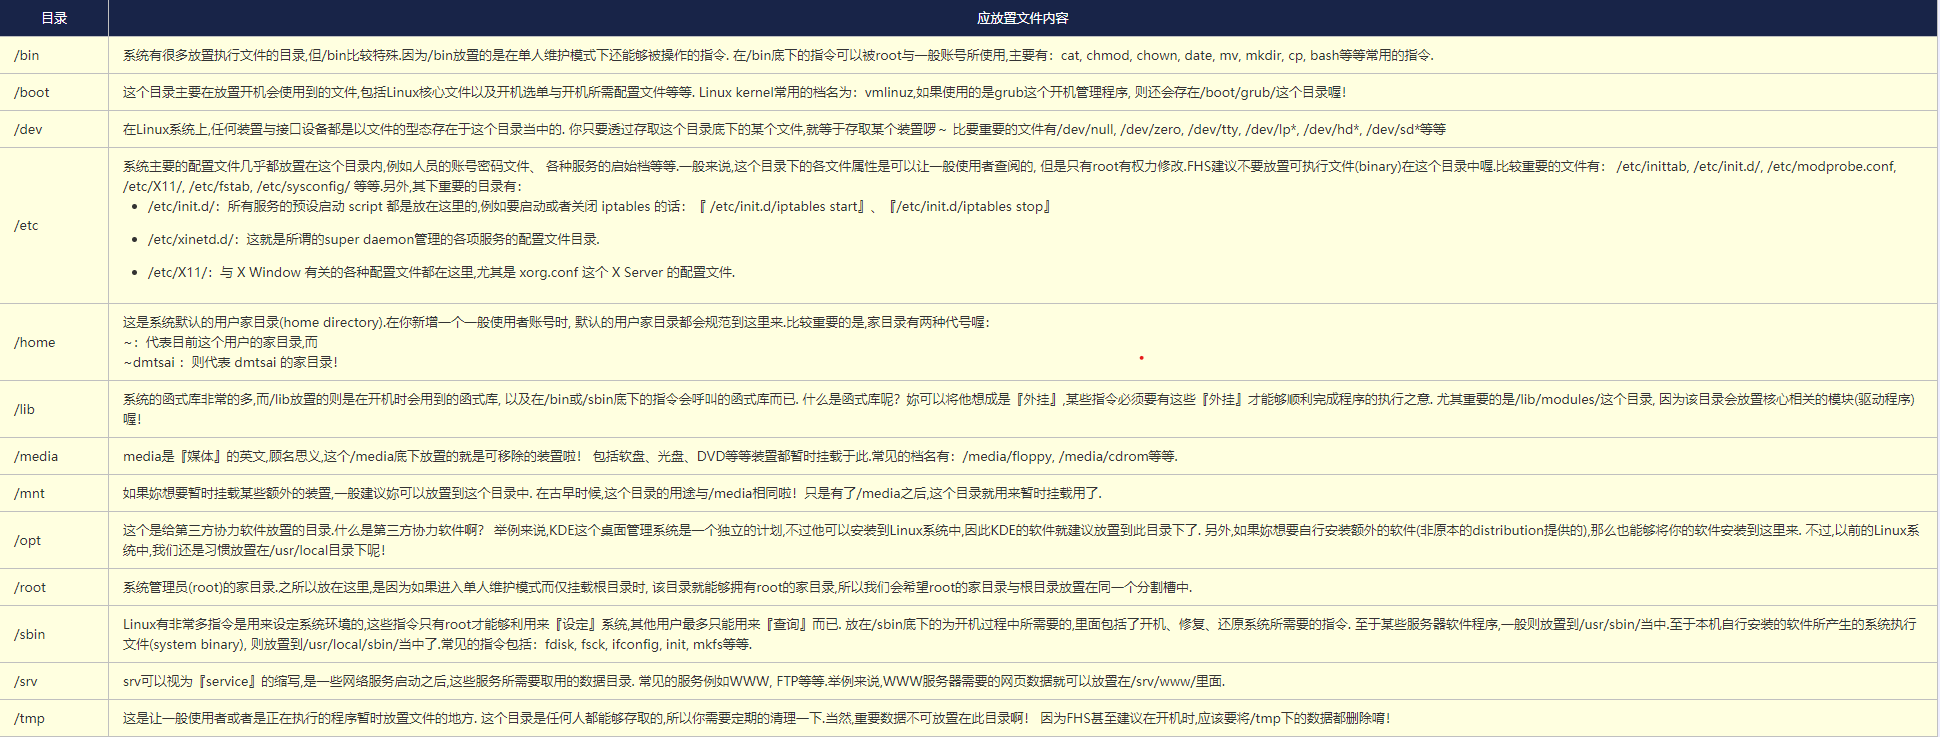 目录 应放置文件内容
/bin 系统有很多放置执行文件的目录,但/bin比较特殊.因为/bin放置的是在单人维护模式下还能够被操作的指令. 在/bin底下的指令可以被root与一般账号所使用,主要有：cat, chmod, chown, date, mv, mkdir, cp, bash等等常用的指令.
/boot 这个目录主要在放置开机会使用到的文件,包括Linux核心文件以及开机选单与开机所需配置文件等等. Linux kernel常用的档名为：vmlinuz,如果使用的是grub这个开机管理程序, 则还会存在/boot/grub/这个目录喔！
/dev 在Linux系统上,任何装置与接口设备都是以文件的型态存在于这个目录当中的. 你只要透过存取这个目录底下的某个文件,就等于存取某个装置啰～ 比要重要的文件有/dev/null, /dev/zero, /dev/tty, /dev/lp*, /dev/hd*, /dev/sd*等等
系统主要的配置文件几乎都放置在这个目录内,例如人员的账号密码文件、 各种服务的启始档等等.一般来说,这个目录下的各文件属性是可以让一般使用者查阅的, 但是只有root有权力修改.FHS建议不要放置可执行文件(binary)在这个目录中喔.比较重要的文件有： /etc/inittab, /etc/init.d/, /etc/modprobe.conf,
/etc/X11/, /etc/fstab, /etc/sysconfig/ 等等.另外,其下重要的目录有：
• /etc/init.d/：所有服务的预设启动 script 都是放在这里的,例如要启动或者关闭 iptables 的话：『 /etc/init.d/iptables start』、『/etc/init.d/iptables stop』
/etc
• /etc/xinetd.d/：这就是所谓的super daemon管理的各项服务的配置文件目录.
• /etc/X11/：与 X Window 有关的各种配置文件都在这里,尤其是 xorg.conf 这个 X Server 的配置文件.
这是系统默认的用户家目录(home directory).在你新增一个一般使用者账号时, 默认的用户家目录都会规范到这里来.比较重要的是,家目录有两种代号喔：
/home ~：代表目前这个用户的家目录,而
~dmtsai ：则代表 dmtsai 的家目录！
/lib 系统的函式库非常的多,而/lib放置的则是在开机时会用到的函式库, 以及在/bin或/sbin底下的指令会呼叫的函式库而已. 什么是函式库呢？妳可以将他想成是『外挂』,某些指令必须要有这些『外挂』才能够顺利完成程序的执行之意. 尤其重要的是/lib/modules/这个目录, 因为该目录会放置核心相关的模块(驱动程序)
喔！
/media media是『媒体』的英文,顾名思义,这个/media底下放置的就是可移除的装置啦！ 包括软盘、光盘、DVD等等装置都暂时挂载于此.常见的档名有：/media/floppy, /media/cdrom等等.
/mnt 如果妳想要暂时挂载某些额外的装置,一般建议妳可以放置到这个目录中. 在古早时候,这个目录的用途与/media相同啦！只是有了/media之后,这个目录就用来暂时挂载用了.
/opt 这个是给第三方协力软件放置的目录.什么是第三方协力软件啊？ 举例来说,KDE这个桌面管理系统是一个独立的计划,不过他可以安装到Linux系统中,因此KDE的软件就建议放置到此目录下了. 另外,如果妳想要自行安装额外的软件(非原本的distribution提供的),那么也能够将你的软件安装到这里来. 不过,以前的Linux系
统中,我们还是习惯放置在/usr/local目录下呢！
/root 系统管理员(root)的家目录.之所以放在这里,是因为如果进入单人维护模式而仅挂载根目录时, 该目录就能够拥有root的家目录,所以我们会希望root的家目录与根目录放置在同一个分割槽中.
/sbin Linux有非常多指令是用来设定系统环境的,这些指令只有root才能够利用来『设定』系统,其他用户最多只能用来『查询』而已. 放在/sbin底下的为开机过程中所需要的,里面包括了开机、修复、还原系统所需要的指令. 至于某些服务器软件程序,一般则放置到/usr/sbin/当中.至于本机自行安装的软件所产生的系统执行
文件(system binary), 则放置到/usr/local/sbin/当中了.常见的指令包括：fdisk, fsck, ifconfig, init, mkfs等等.
/srv srv可以视为『service』的缩写,是一些网络服务启动之后,这些服务所需要取用的数据目录. 常见的服务例如WWW, FTP等等.举例来说,WWW服务器需要的网页数据就可以放置在/srv/www/里面.
/tmp 这是让一般使用者或者是正在执行的程序暂时放置文件的地方. 这个目录是任何人都能够存取的,所以你需要定期的清理一下.当然,重要数据不可放置在此目录啊！ 因为FHS甚至建议在开机时,应该要将/tmp下的数据都删除唷！